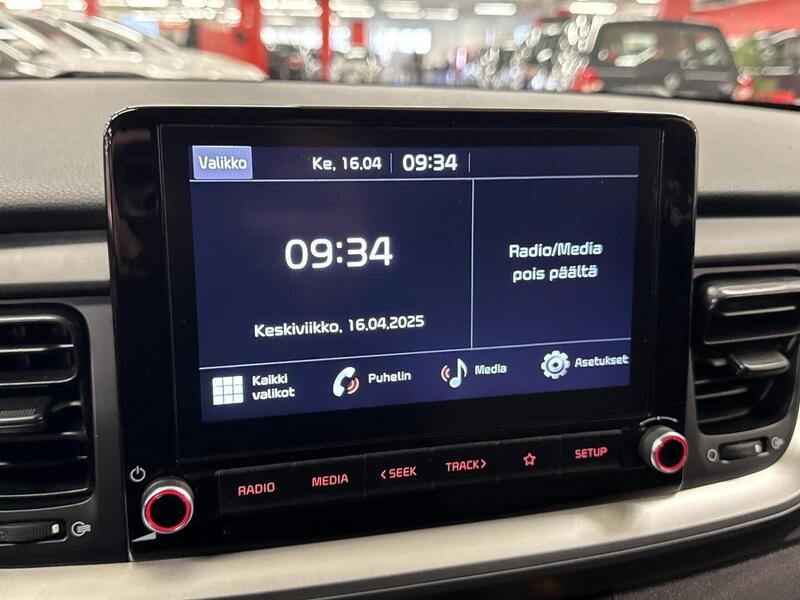 Valikko
Ke, 16.04
09:34
09:34
Keskiviikko, 16.04.2025
Radio/Media
pois päältä
Kaikki
valikot
Puhelin
Media
Asetukset
RADIO
MEDIA
< SEEK
TRACK >
SETUP